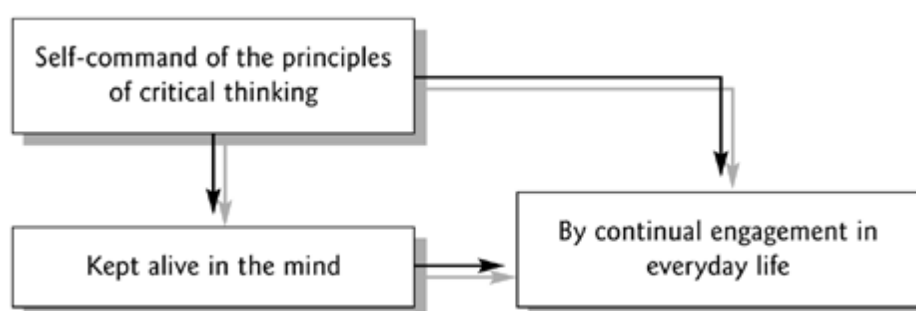 Self-command of the principles
of critical thinking
Kept alive in the mind
By continual engagement in
everyday life